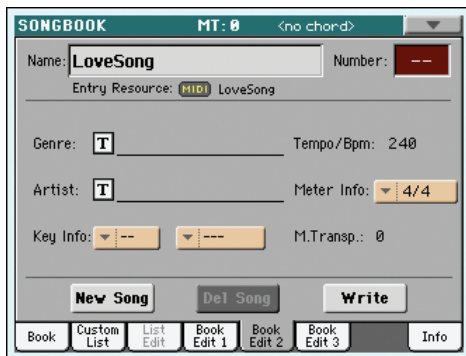 SONGBOOK MT: 0 <no chord>
Name: LoveSong Number: --
Entry Resource: MIDI LoveSong
Genre: T Tempo/Bpm: 240
Artist: T Meter Info: 4/4
Key Info: -- --- M.Transp.: 0
New Song Del Song Write
Book Custom List List Edit Book Edit 1 Book Edit 2 Book Edit 3 Info